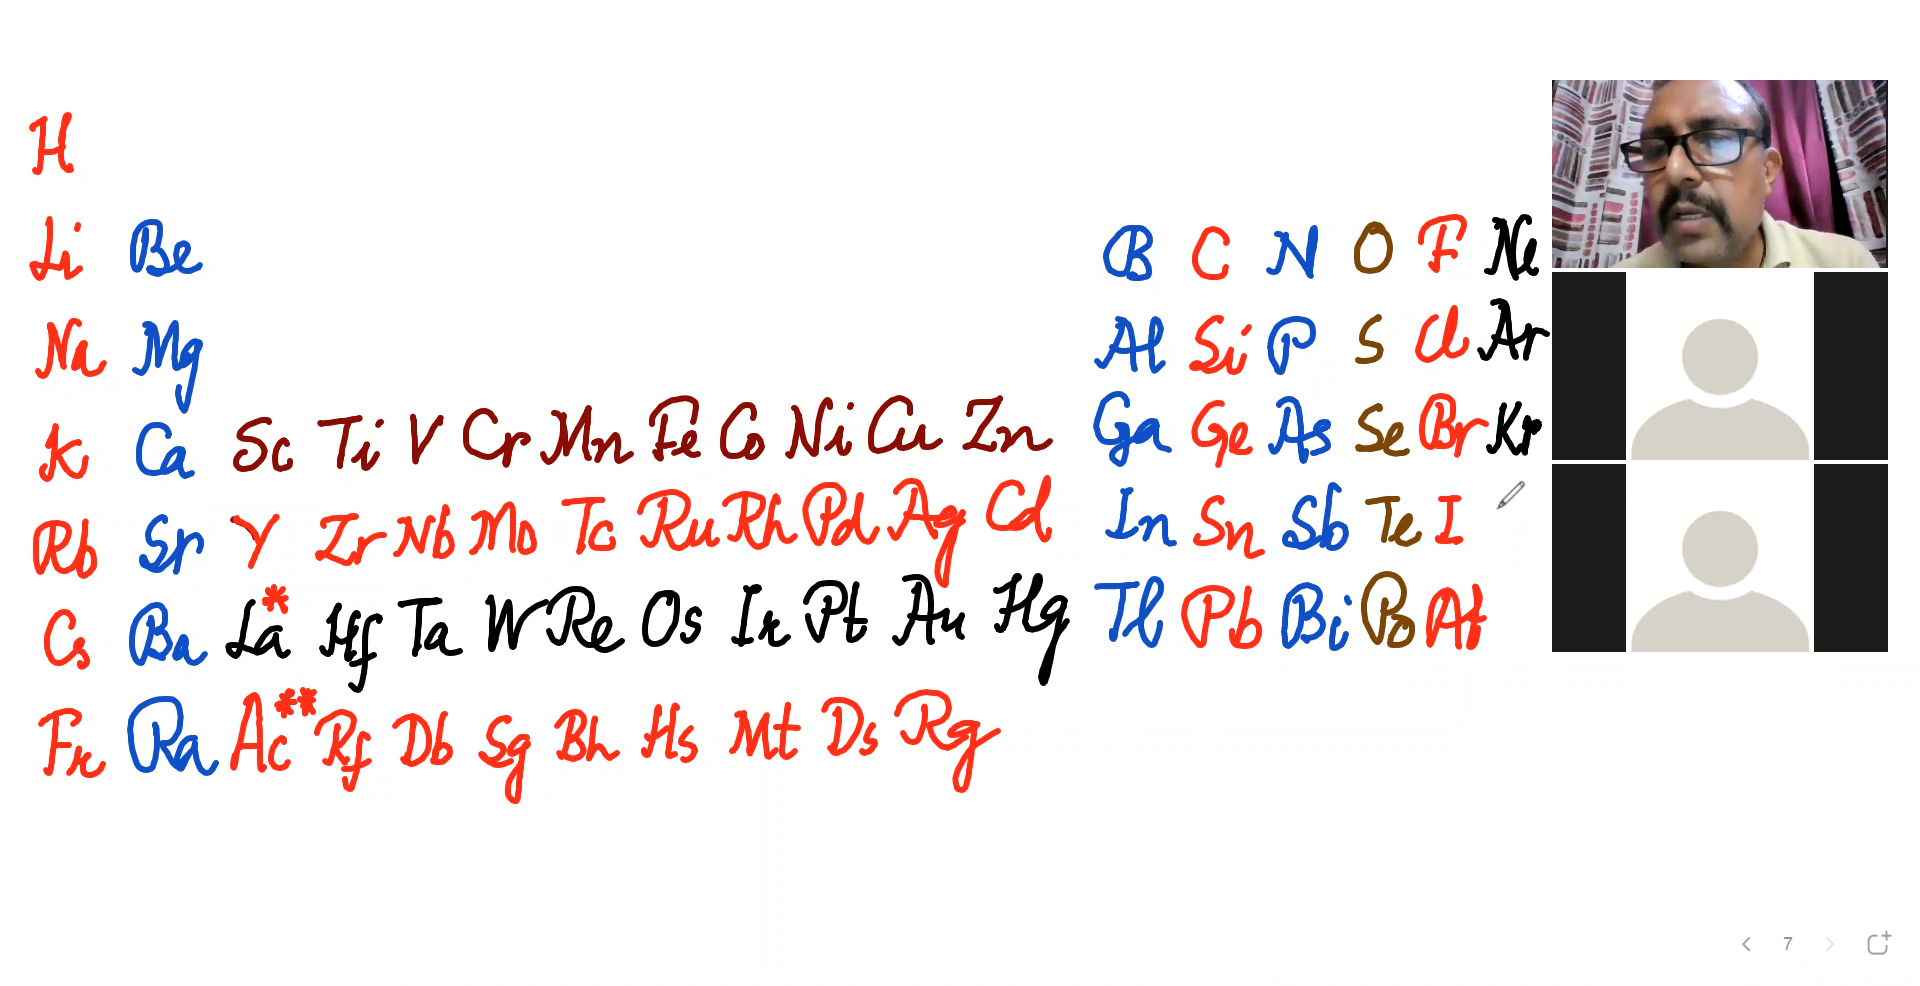 H
Li Be B C N O F Ne
Na Mg Al Si P S Cl Ar
K Ca Sc Ti V Cr Mn Fe Co Ni Cu Zn Ga Ge As Se Br Kr
Rb Sr Y Zr Nb Mo Tc Ru Rh Pd Ag Cd In Sn Sb Te I
Cs Ba La* Hf Ta W Re Os Ir Pt Au Hg Tl Pb Bi Po At
Fr Ra Ac** Rf Db Sg Bh Hs Mt Ds Rg
7